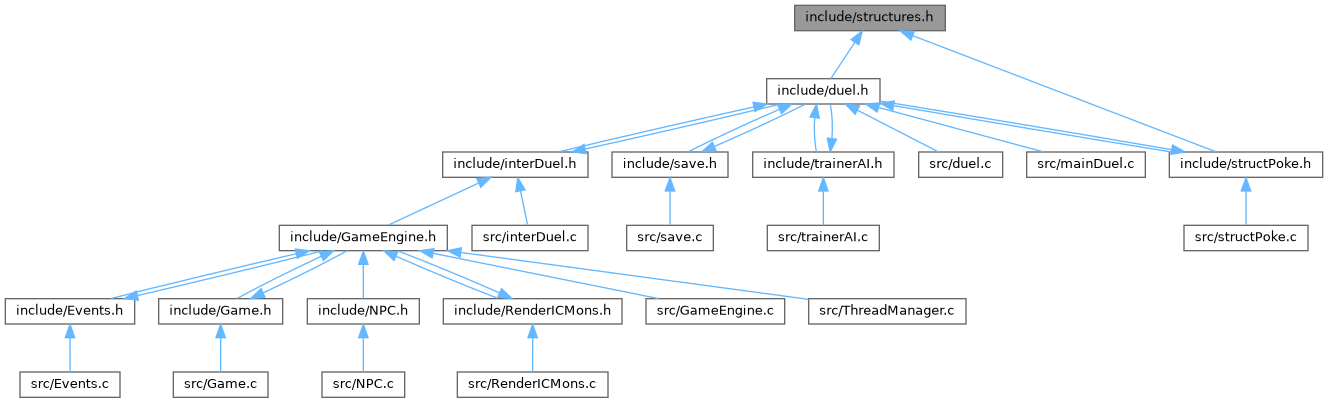 include/structures.h
include/duel.h
include/interDuel.h
include/save.h
include/trainerAI.h
src/duel.c
src/mainDuel.c
include/structPoke.h
include/GameEngine.h
src/interDuel.c
src/save.c
src/trainerAI.c
src/structPoke.c
include/Events.h
include/Game.h
include/NPC.h
include/RenderICMons.h
src/GameEngine.c
src/ThreadManager.c
src/Events.c
src/Game.c
src/NPC.c
src/RenderICMons.c